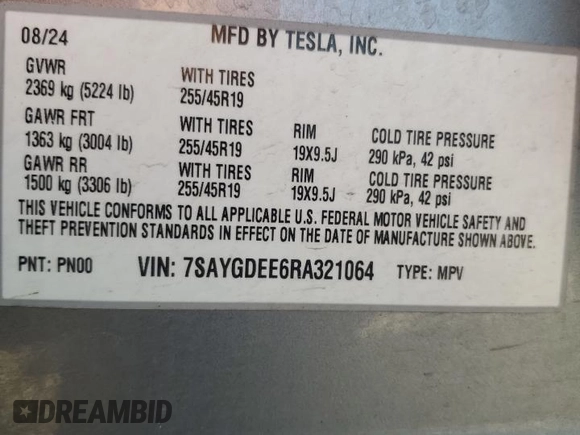 08/24 MFD BY TESLA, INC.
GVWR
2369 kg (5224 lb) WITH TIRES 255/45R19
GAWR FRT
1363 kg (3004 lb) WITH TIRES 255/45R19 RIM 19X9.5J COLD TIRE PRESSURE 290 kPa, 42 psi
GAWR RR
1500 kg (3306 lb) WITH TIRES 255/45R19 RIM 19X9.5J COLD TIRE PRESSURE 290 kPa, 42 psi
THIS VEHICLE CONFORMS TO ALL APPLICABLE U.S. FEDERAL MOTOR VEHICLE SAFETY AND
THEFT PREVENTION STANDARDS IN EFFECT ON THE DATE OF MANUFACTURE SHOWN ABOVE.
PNT: PN00 VIN: 7SAYGDEE6RA321064 TYPE: MPV
DREAMBID